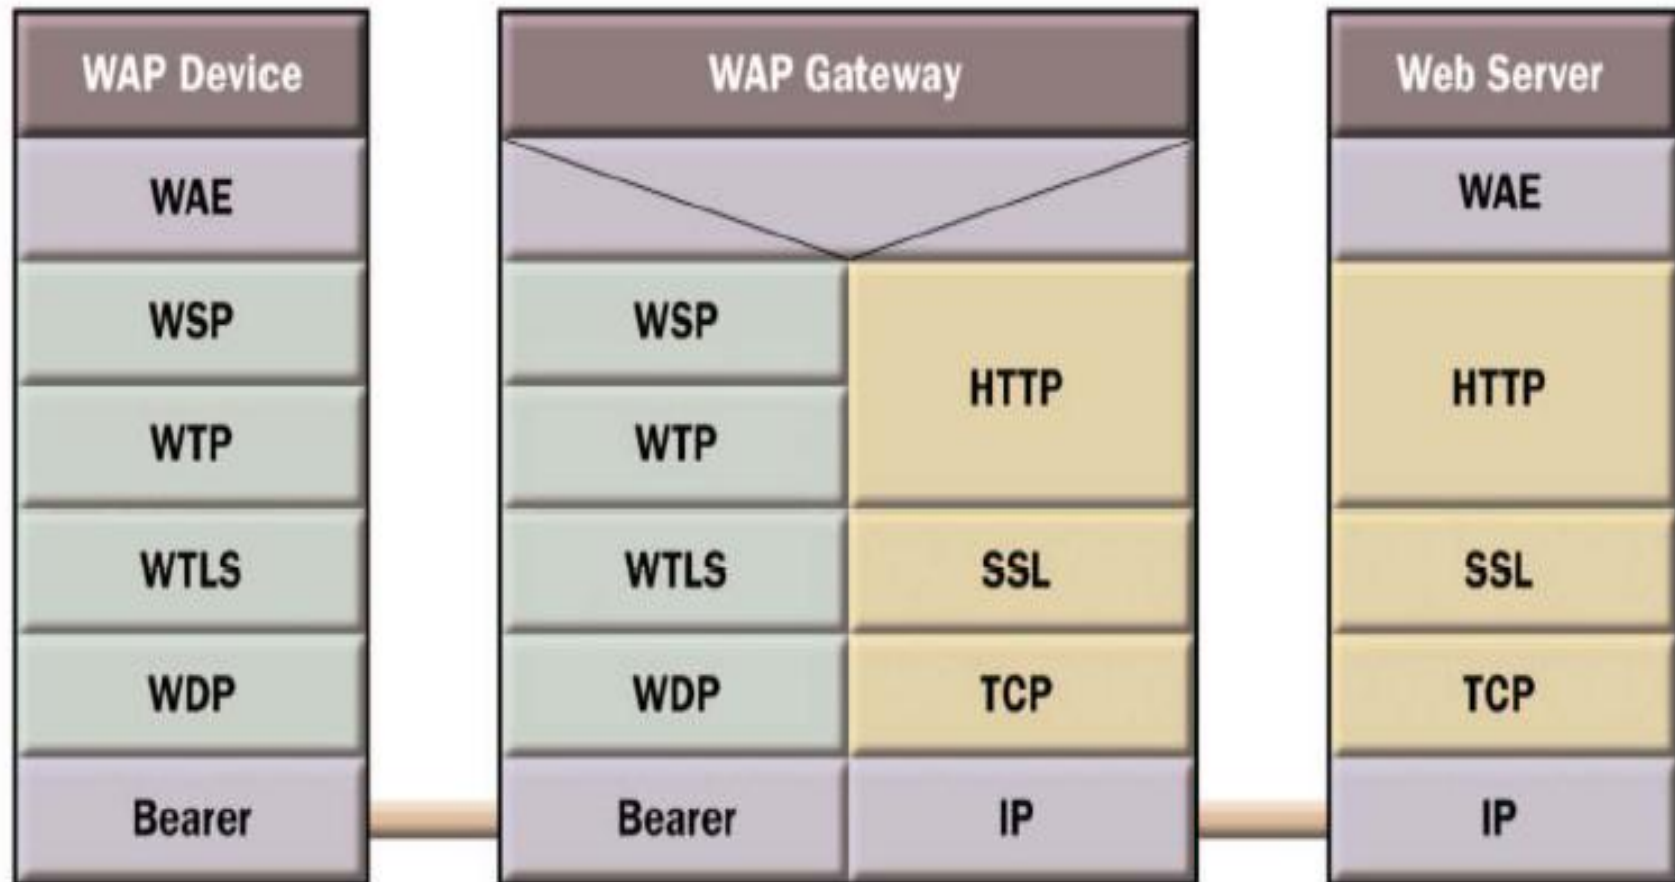 WAP Device
WAE
WSP
WTP
WTLS
WDP
Bearer
WAP Gateway
WSP
WTP
WTLS
WDP
Bearer
HTTP
SSL
TCP
IP
Web Server
WAE
HTTP
SSL
TCP
IP